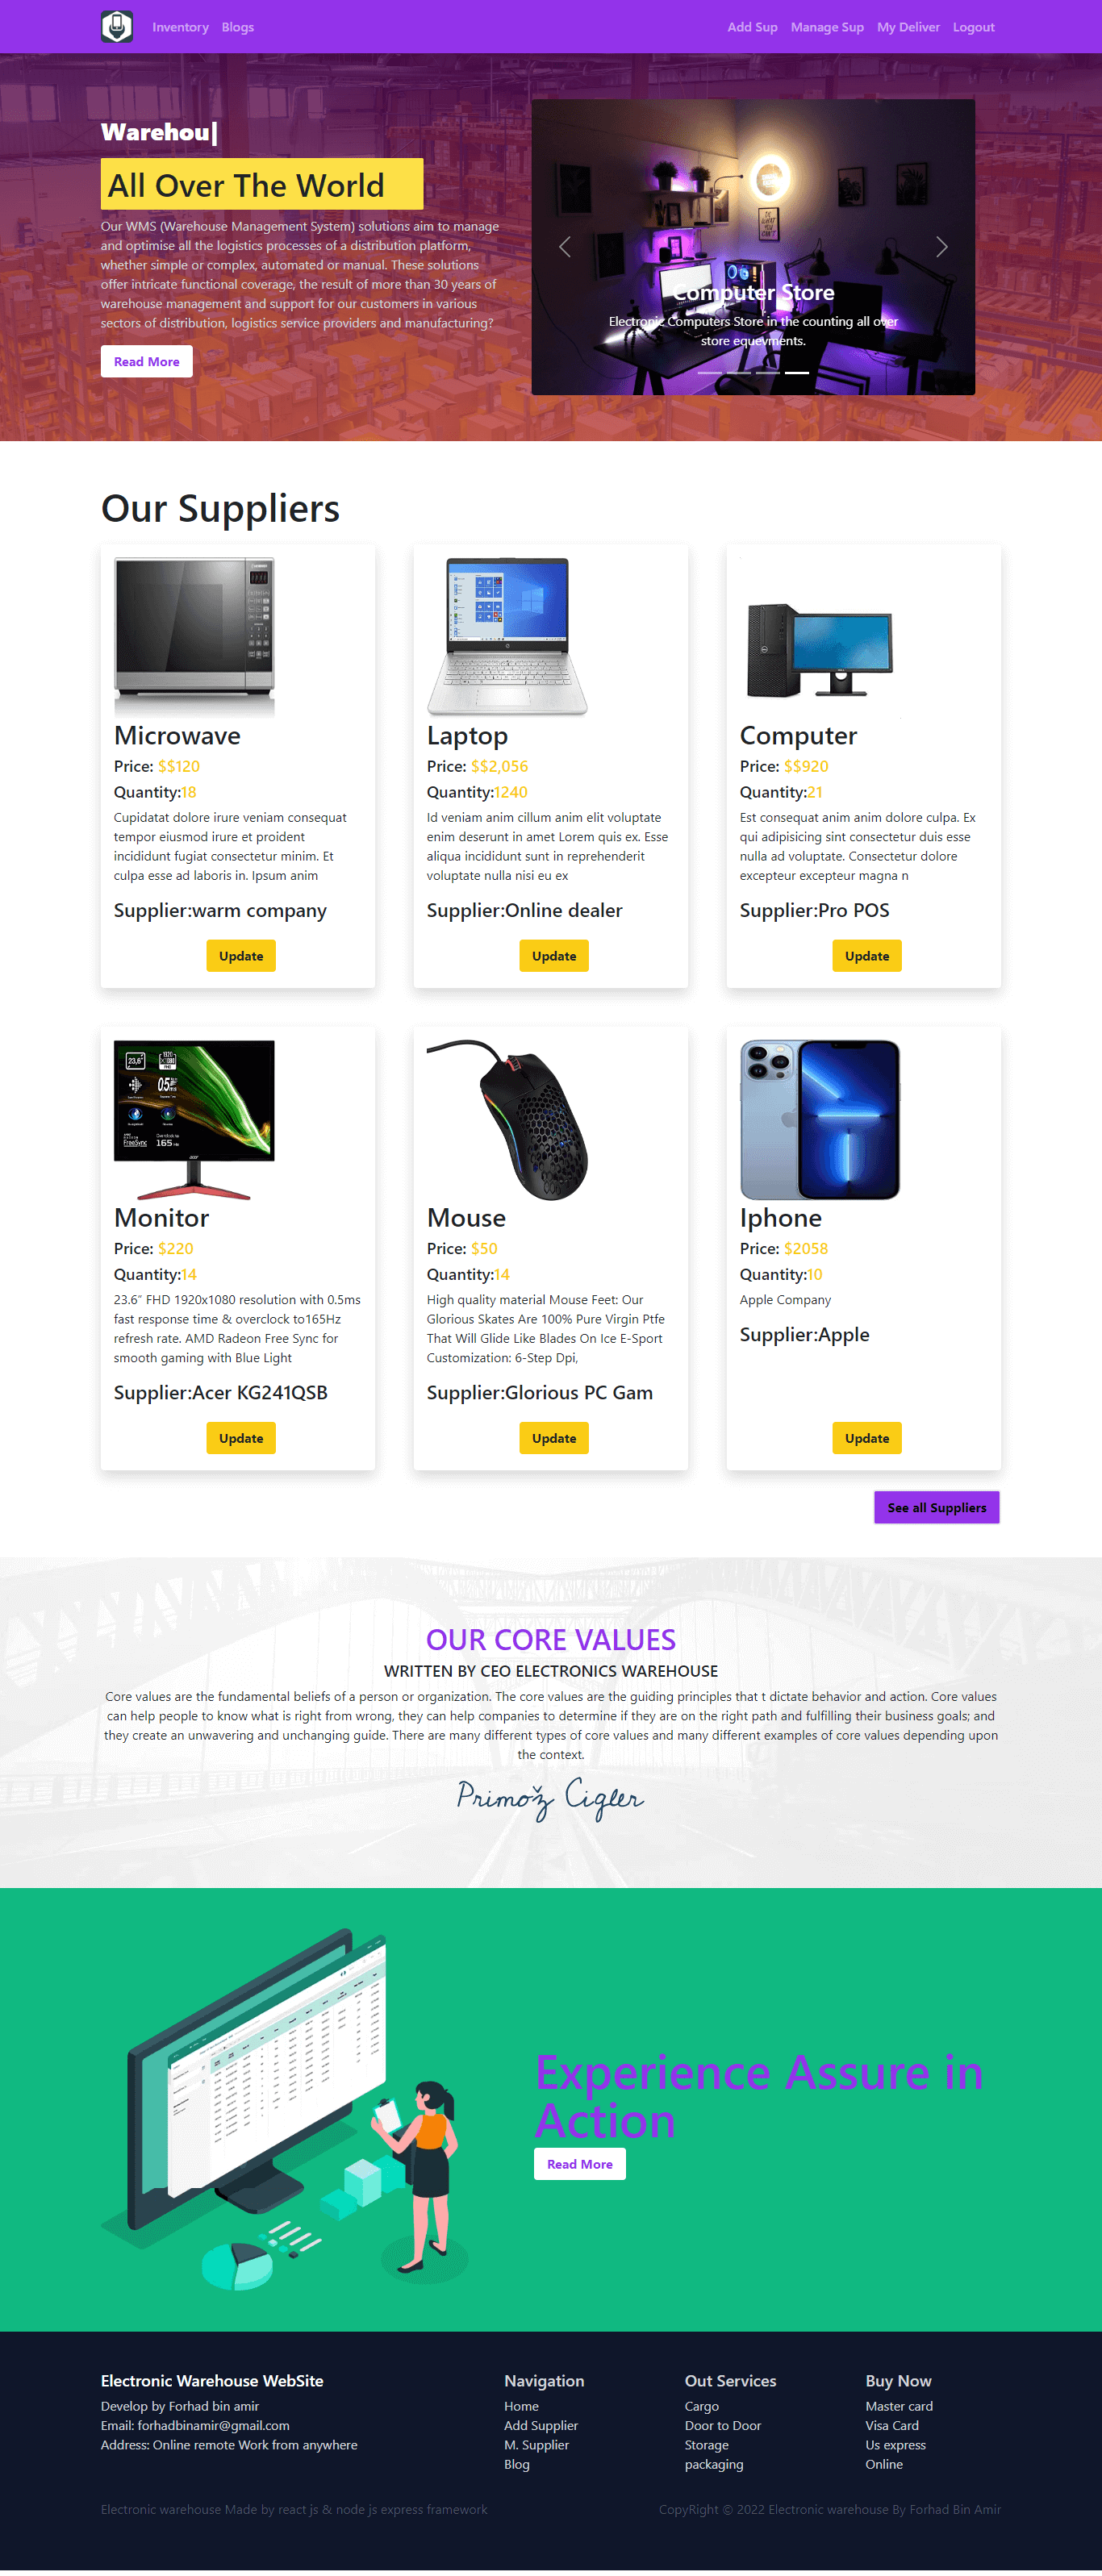 Inventory Blogs Add Sup Manage Sup My Deliver Logout
Warehou|
All Over The World
Our WMS (Warehouse Management System) solutions aim to manage
and optimise all the logistics processes of a distribution platform,
whether simple or complex, automated or manual. These solutions
offer intricate functional coverage, the result of more than 30 years of
warehouse management and support for our customers in various
sectors of distribution, logistics service providers and manufacturing?
Read More
Computer Store
Electronic Computers Store in the counting all over
store equevments.
Our Suppliers
Microwave
Price: $$120
Quantity:18
Cupidatat dolore irure veniam consequat
tempor eiusmod irure et proident
incididunt fugiat consectetur minim. Et
culpa esse ad laboris in. Ipsum anim
Supplier:warm company
Update
Laptop
Price: $$2,056
Quantity:1240
Id veniam anim cillum anim elit voluptate
enim deserunt in amet Lorem quis ex. Esse
aliqua incididunt sunt in reprehenderit
voluptate nulla nisi eu ex
Supplier:Online dealer
Update
Computer
Price: $$920
Quantity:21
Est consequat anim anim dolore culpa. Ex
qui adipisicing sint consectetur duis esse
nulla ad voluptate. Consectetur dolore
excepteur excepteur magna n
Supplier:Pro POS
Update
23,6"
165 Hz
FreeSync
acer
Monitor
Price: $220
Quantity:14
23.6” FHD 1920x1080 resolution with 0.5ms
fast response time & overclock to165Hz
refresh rate. AMD Radeon Free Sync for
smooth gaming with Blue Light
Supplier:Acer KG241QSB
Update
Mouse
Price: $50
Quantity:14
High quality material Mouse Feet: Our
Glorious Skates Are 100% Pure Virgin Ptfe
That Will Glide Like Blades On Ice E-Sport
Customization: 6-Step Dpi,
Supplier:Glorious PC Gam
Update
Iphone
Price: $2058
Quantity:10
Apple Company
Supplier:Apple
Update
See all Suppliers
OUR CORE VALUES
WRITTEN BY CEO ELECTRONICS WAREHOUSE
Core values are the fundamental beliefs of a person or organization. The core values are the guiding principles that t dictate behavior and action. Core values
can help people to know what is right from wrong, they can help companies to determine if they are on the right path and fulfilling their business goals; and
they create an unwavering and unchanging guide. There are many different types of core values and many different examples of core values depending upon
the context.
Primož Cigler
Experience Assure in
Action
Read More
Electronic Warehouse WebSite
Develop by Forhad bin amir
Email: forhadbinamir@gmail.com
Address: Online remote Work from anywhere
Navigation
Home
Add Supplier
M. Supplier
Blog
Out Services
Cargo
Door to Door
Storage
packaging
Buy Now
Master card
Visa Card
Us express
Online
Electronic warehouse Made by react js & node js express framework
CopyRight © 2022 Electronic warehouse By Forhad Bin Amir